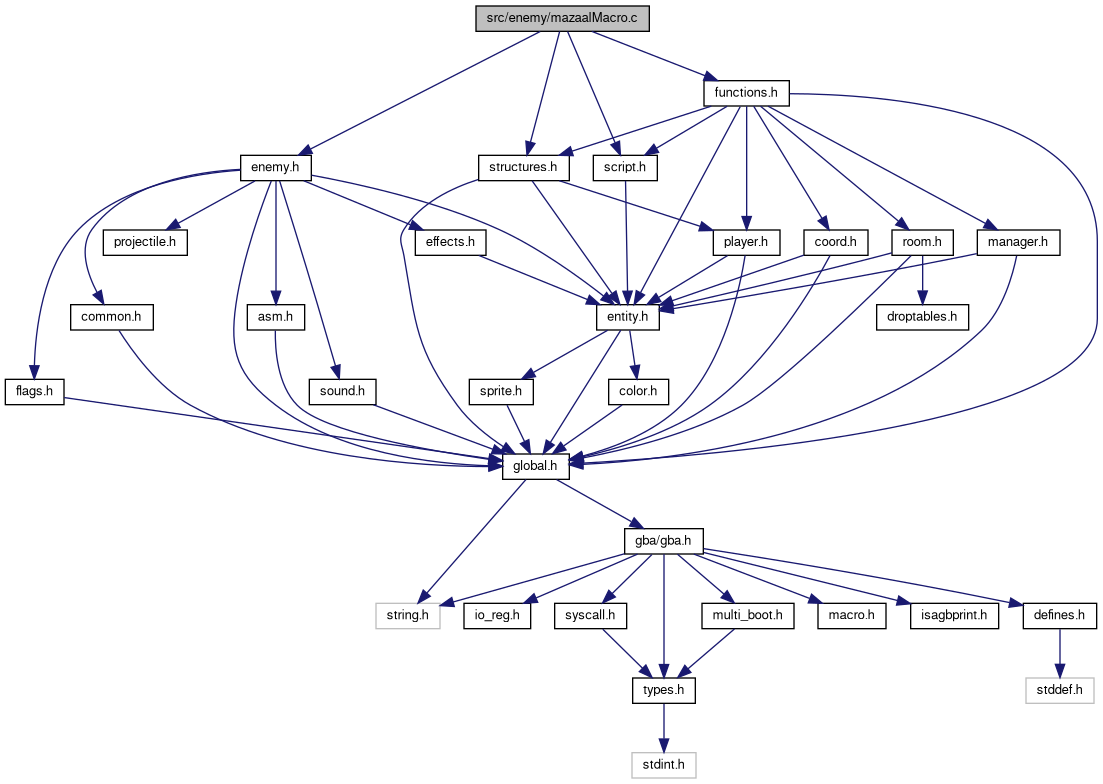 src/enemy/mazaalMacro.c
functions.h
enemy.h
structures.h
script.h
projectile.h
effects.h
player.h
coord.h
room.h
manager.h
common.h
asm.h
entity.h
droptables.h
flags.h
sound.h
sprite.h
color.h
global.h
gba/gba.h
string.h
io_reg.h
syscall.h
multi_boot.h
macro.h
isagbprint.h
defines.h
types.h
stddef.h
stdint.h